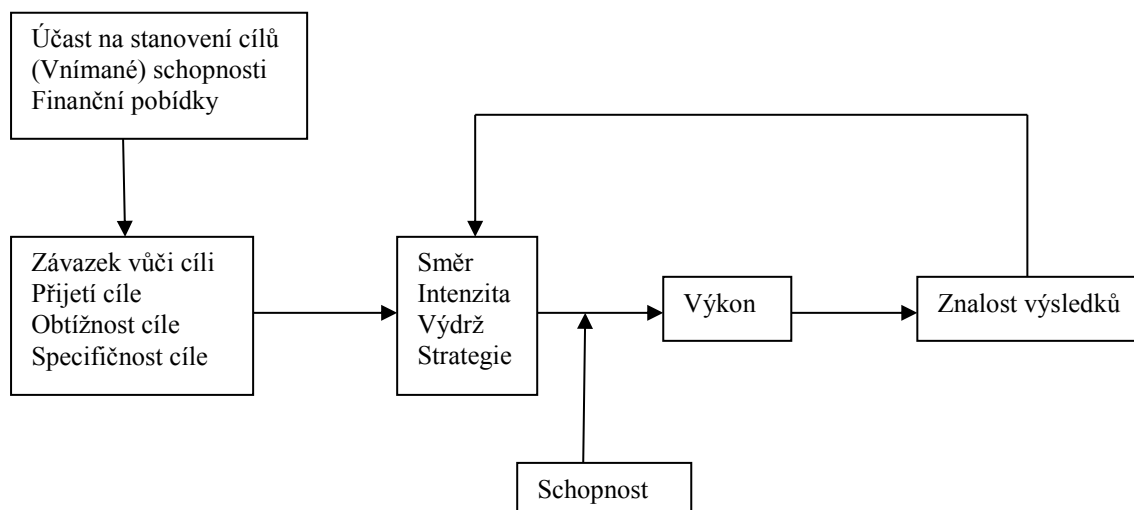 Účast na stanovení cílů
(Vnímané) schopnosti
Finanční pobídky
Závazek vůči cíli
Přijetí cíle
Obtížnost cíle
Specifičnost cíle
Směr
Intenzita
Výdrž
Strategie
Výkon
Znalost výsledků
Schopnost